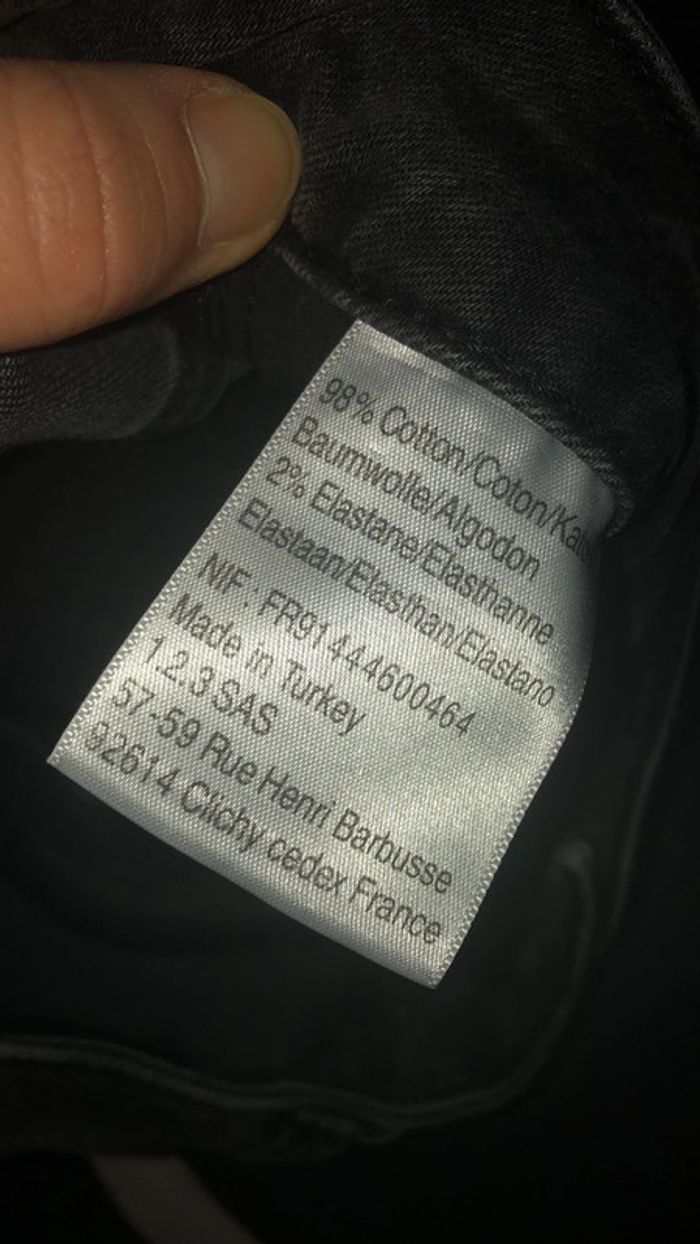 98% Cotton/Coton/
Baumwolle/Algodon
2% Elastane/Elasthanne
Elastaan/Elasthan/Elastano
NIF : FR91444600464
Made in Turkey
1.2.3 SAS
57-59 Rue Henri Barbusse
92614 Clichy cedex France